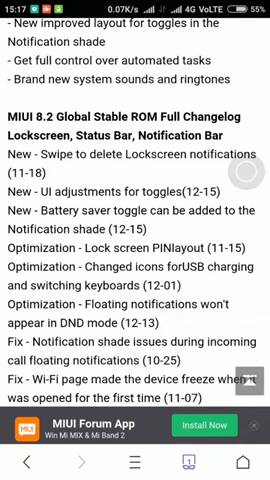 15:17
0.07K/s
4G VoLTE
55%
- New improved layout for toggles in the
Notification shade
- Get full control over automated tasks
- Brand new system sounds and ringtones
MIUI 8.2 Global Stable ROM Full Changelog
Lockscreen, Status Bar, Notification Bar
New - Swipe to delete Lockscreen notifications
(11-18)
New - UI adjustments for toggles(12-15)
New - Battery saver toggle can be added to the
Notification shade (12-15)
Optimization - Lock screen PINlayout (11-15)
Optimization - Changed icons forUSB charging
and switching keyboards (12-01)
Optimization - Floating notifications won't
appear in DND mode (12-13)
Fix - Notification shade issues during incoming
call floating notifications (10-25)
Fix - Wi-Fi page made the device freeze when it
was opened for the first time (11-07)
MIUI
MIUI Forum App
Win Mi MIX & Mi Band 2
Install Now
1